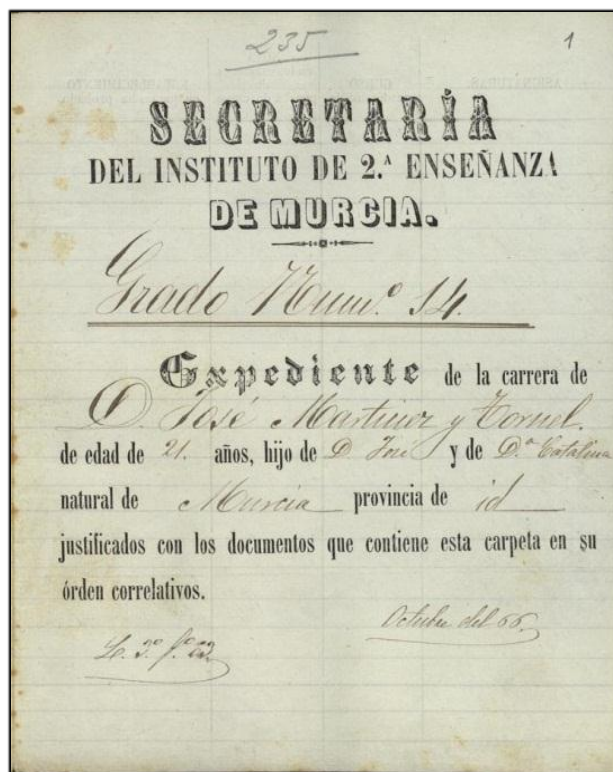 235
1
SECRETARÍA
DEL INSTITUTO DE 2.ª ENSEÑANZA
DE MURCIA.
Grado Num.º 14.
Expediente de la carrera de
D. José Martinez y Tornel.
de edad de 21. años, hijo de D. José y de D.ª Catalina
natural de Murcia provincia de id
justificados con los documentos que contiene esta carpeta en su
órden correlativos.
Octubre del 66.
L. 3.º f.º